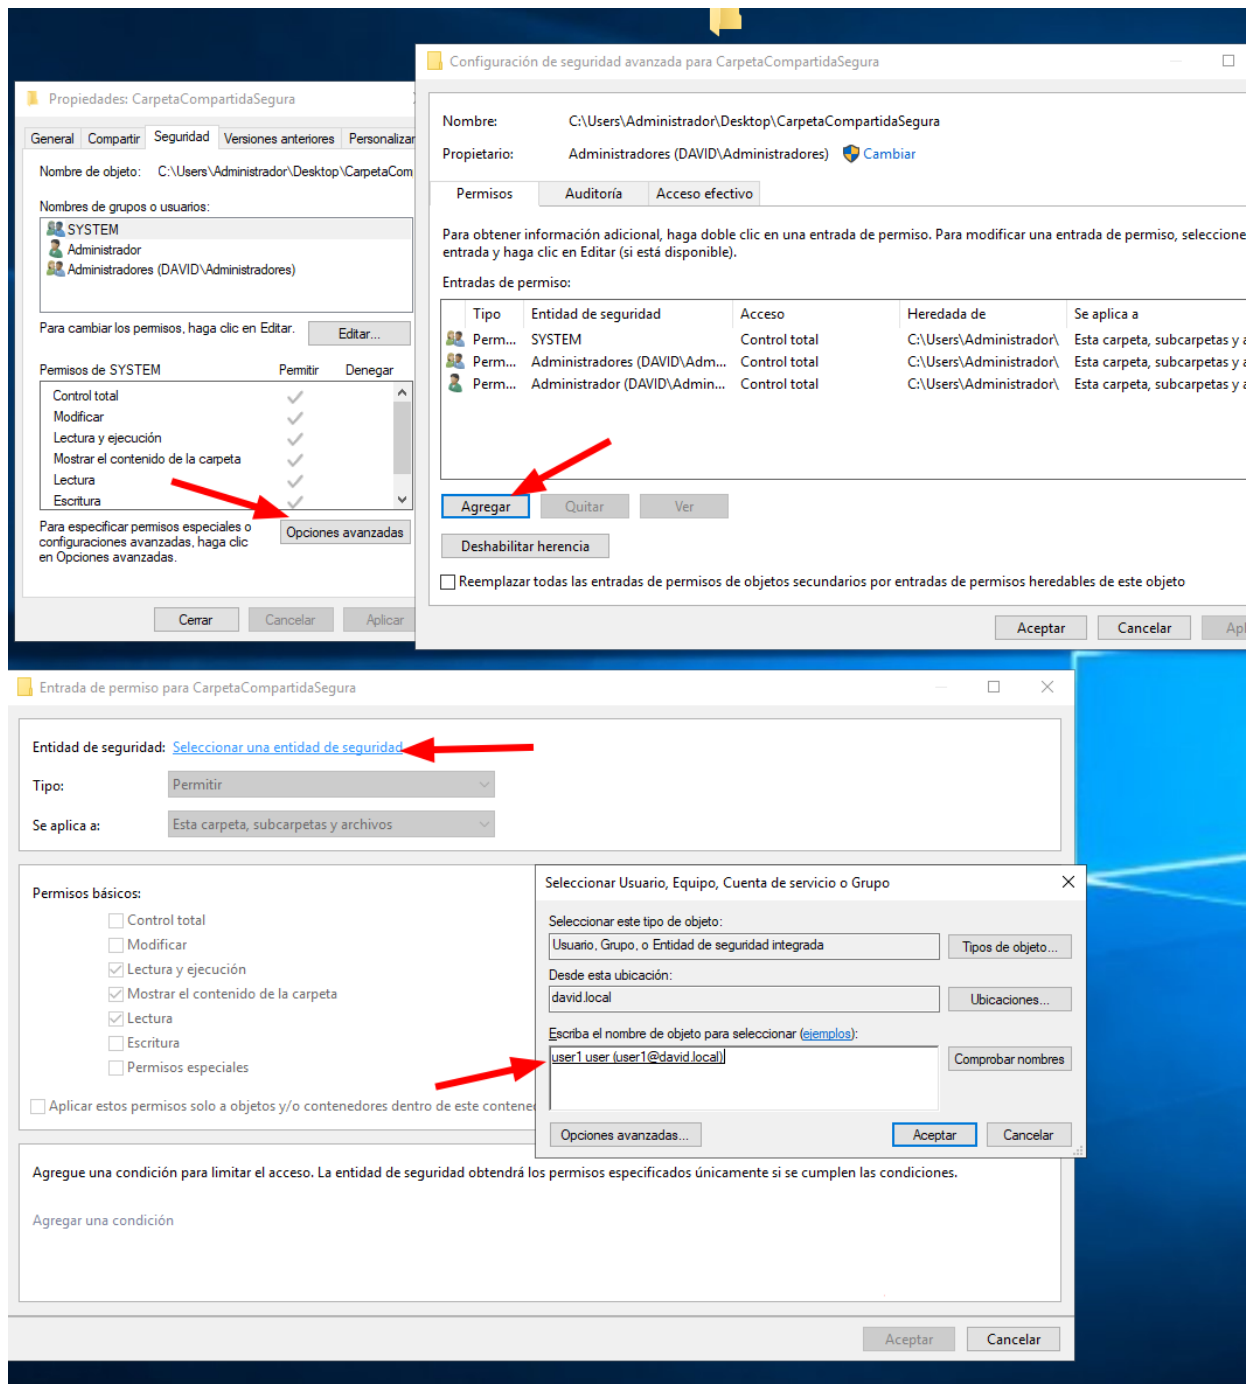 Configuración de seguridad avanzada para CarpetaCompartidaSegura
Propiedades: CarpetaCompartidaSegura
General Compartir Seguridad Versiones anteriores Personalizar
Nombre de objeto: C:\Users\Administrador\Desktop\CarpetaCom
Nombres de grupos o usuarios:
SYSTEM
Administrador
Administradores (DAVID\Administradores)
Para cambiar los permisos, haga clic en Editar. Editar...
Permisos de SYSTEM Permitir Denegar
Control total
Modificar
Lectura y ejecución
Mostrar el contenido de la carpeta
Lectura
Escritura
Para especificar permisos especiales o
configuraciones avanzadas, haga clic
en Opciones avanzadas.
Opciones avanzadas
Cerrar Cancelar Aplicar
Nombre: C:\Users\Administrador\Desktop\CarpetaCompartidaSegura
Propietario: Administradores (DAVID\Administradores) Cambiar
Permisos Auditoría Acceso efectivo
Para obtener información adicional, haga doble clic en una entrada de permiso. Para modificar una entrada de permiso, seleccione
entrada y haga clic en Editar (si está disponible).
Entradas de permiso:
Tipo Entidad de seguridad Acceso Heredada de Se aplica a
Perm... SYSTEM Control total C:\Users\Administrador\ Esta carpeta, subcarpetas y a
Perm... Administradores (DAVID\Adm... Control total C:\Users\Administrador\ Esta carpeta, subcarpetas y a
Perm... Administrador (DAVID\Admin... Control total C:\Users\Administrador\ Esta carpeta, subcarpetas y a
Agregar Quitar Ver
Deshabilitar herencia
Reemplazar todas las entradas de permisos de objetos secundarios por entradas de permisos heredables de este objeto
Aceptar Cancelar Apl
Entrada de permiso para CarpetaCompartidaSegura
Entidad de seguridad: Seleccionar una entidad de seguridad
Tipo: Permitir
Se aplica a: Esta carpeta, subcarpetas y archivos
Permisos básicos:
Control total
Modificar
Lectura y ejecución
Mostrar el contenido de la carpeta
Lectura
Escritura
Permisos especiales
Aplicar estos permisos solo a objetos y/o contenedores dentro de este contene
Seleccionar Usuario, Equipo, Cuenta de servicio o Grupo
Seleccionar este tipo de objeto:
Usuario, Grupo, o Entidad de seguridad integrada Tipos de objeto...
Desde esta ubicación:
david.local Ubicaciones...
Escriba el nombre de objeto para seleccionar (ejemplos):
user1 user (user1@david.local) Comprobar nombres
Opciones avanzadas... Aceptar Cancelar
Agregue una condición para limitar el acceso. La entidad de seguridad obtendrá los permisos especificados únicamente si se cumplen las condiciones.
Agregar una condición
Aceptar Cancelar